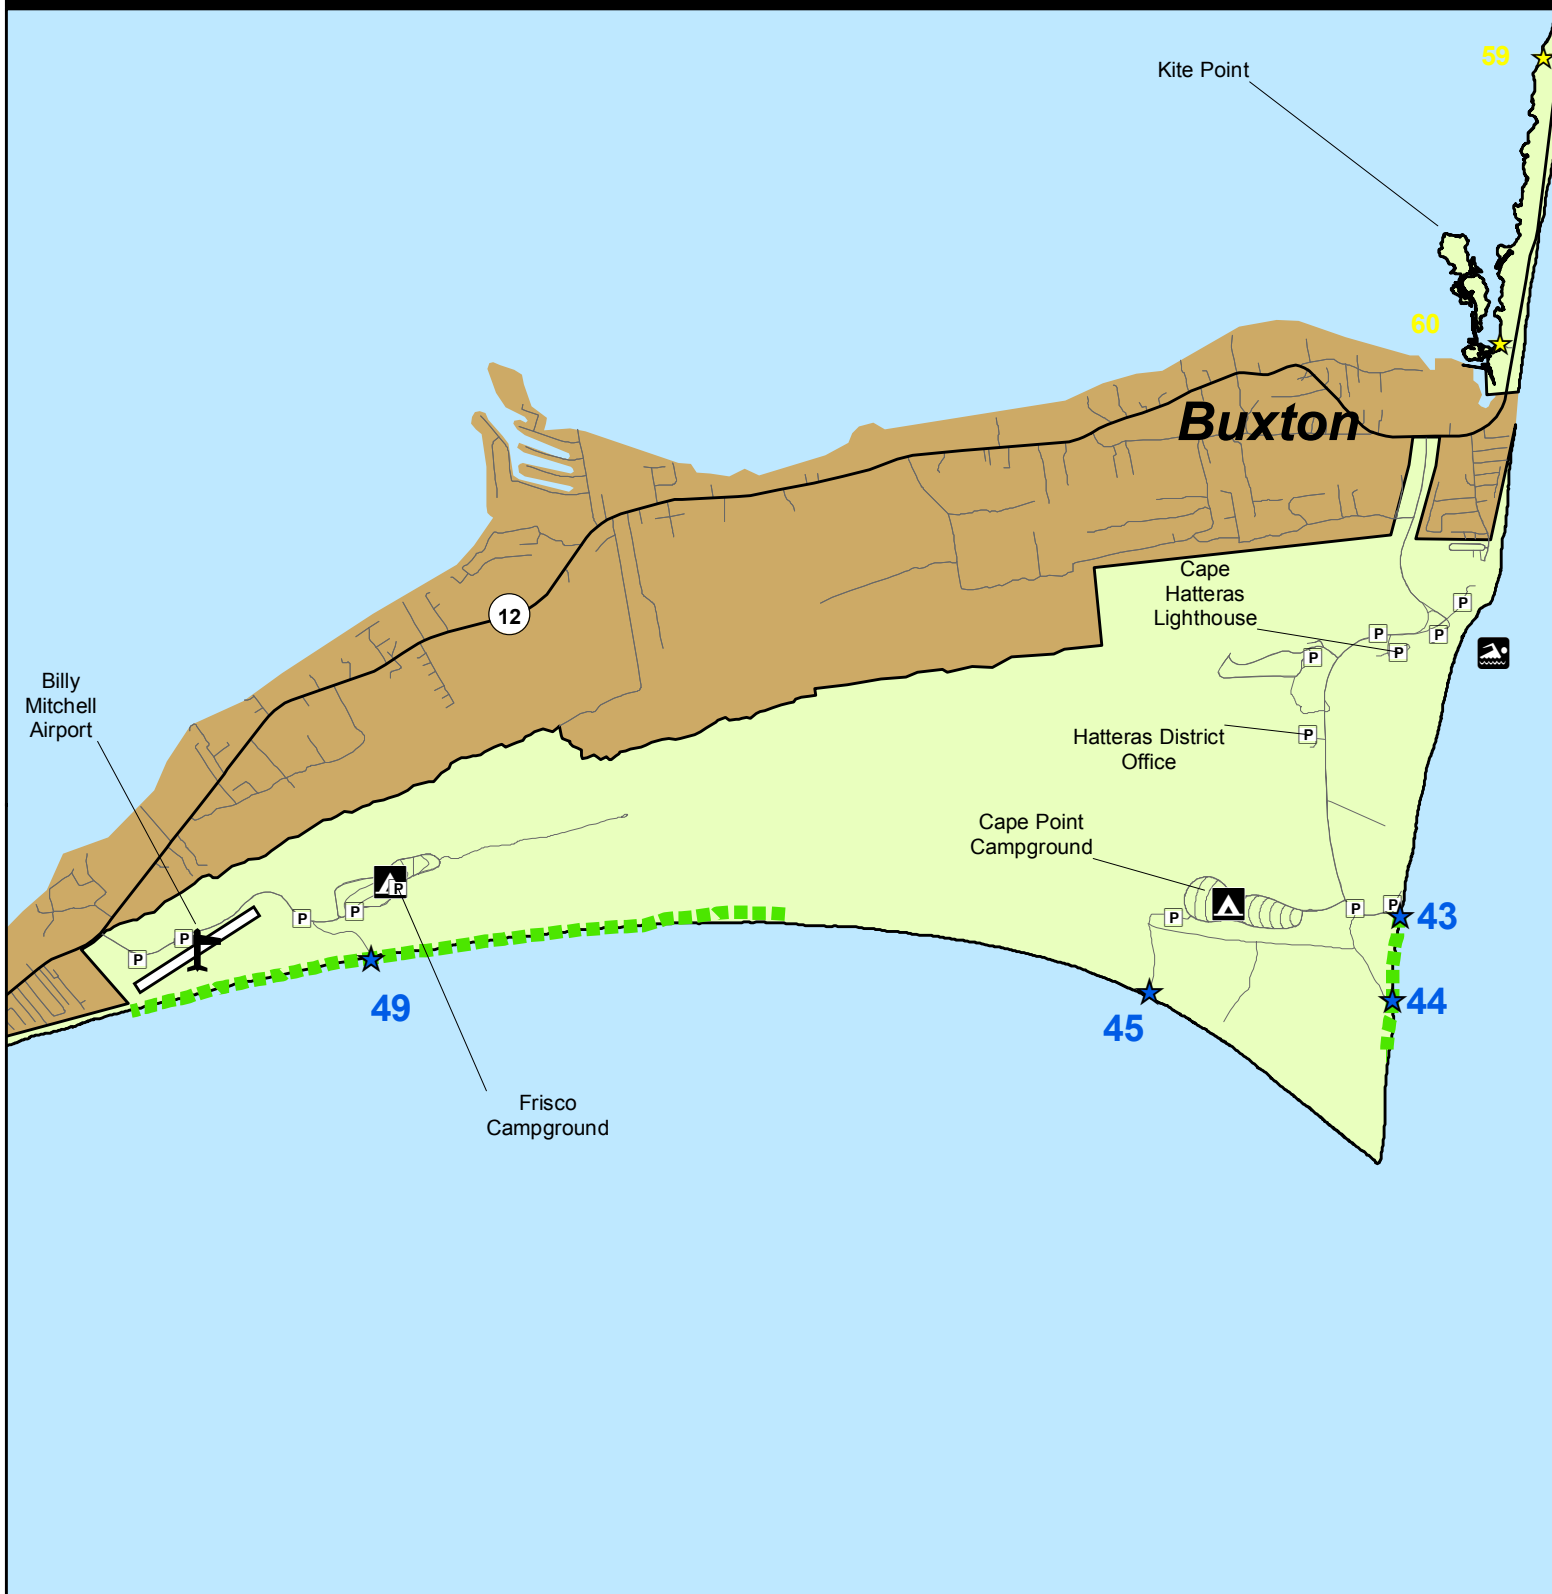 59
Kite Point
60
Buxton
Cape
Hatteras
Lighthouse
12
P
P
P
P
P
Billy
Mitchell
Airport
Hatteras District
Office
P
Cape Point
Campground
P
P
P
P
P
P
P
P
P
43
49
44
45
Frisco
Campground